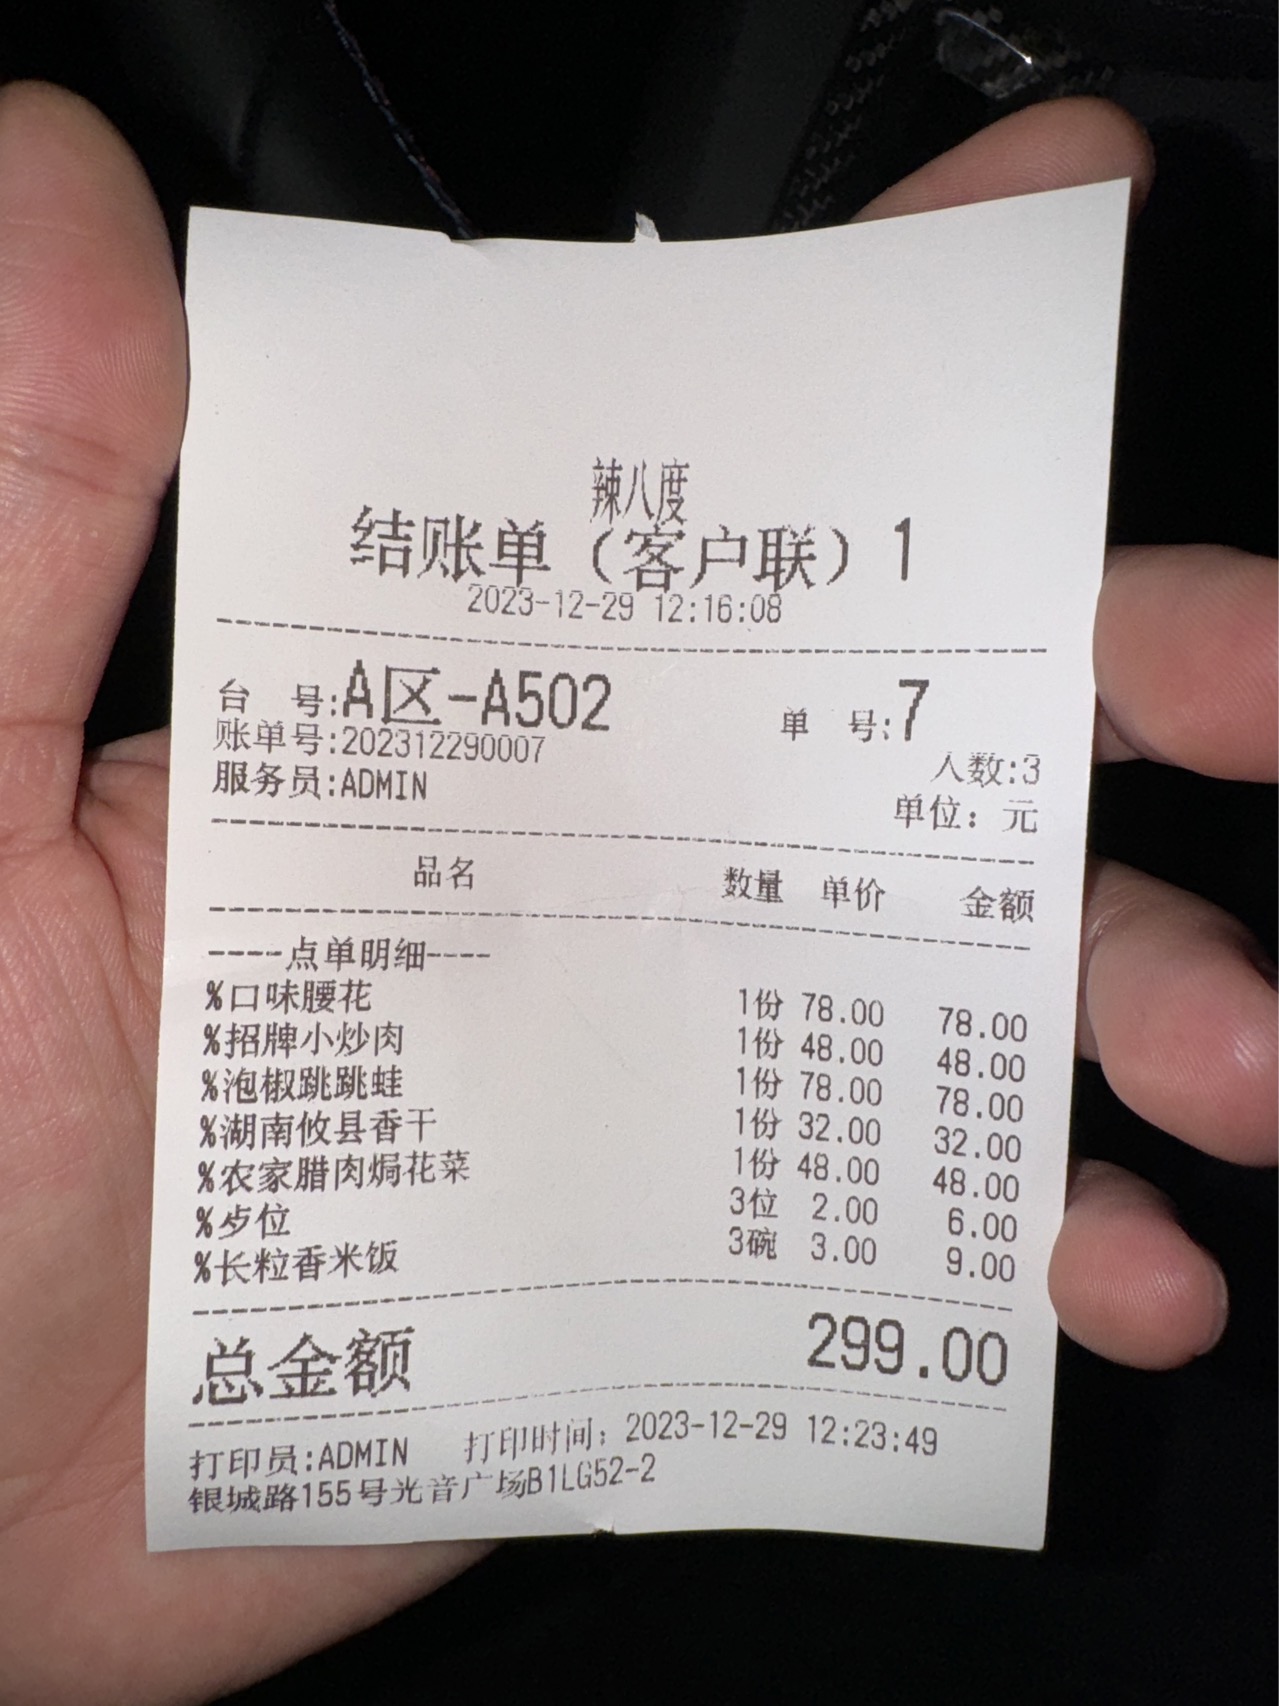 辣八度
结账单（客户联）1
2023-12-29 12:16:08
台 号:A区-A502 单 号:7
账单号:202312290007
人数:3
服务员:ADMIN
单位：元
品名 数量 单价 金额
----点单明细----
%口味腰花 1份 78.00 78.00
%招牌小炒肉 1份 48.00 48.00
%泡椒跳跳蛙 1份 78.00 78.00
%湖南攸县香干 1份 32.00 32.00
%农家腊肉焗花菜 1份 48.00 48.00
%歺位 3位 2.00 6.00
%长粒香米饭 3碗 3.00 9.00
总金额 299.00
打印员:ADMIN 打印时间：2023-12-29 12:23:49
银城路155号光音广场B1LG52-2